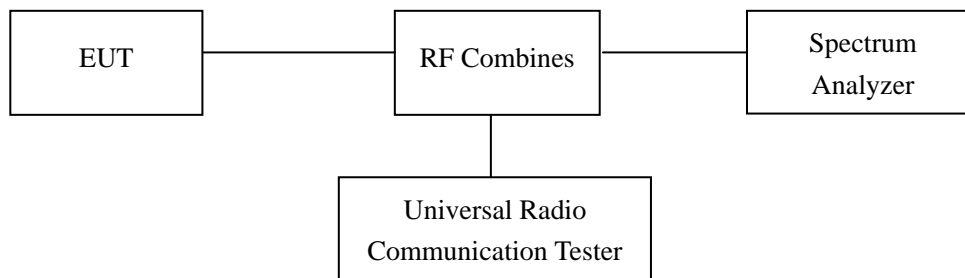 EUT
RF Combines
Spectrum
Analyzer
Universal Radio
Communication Tester